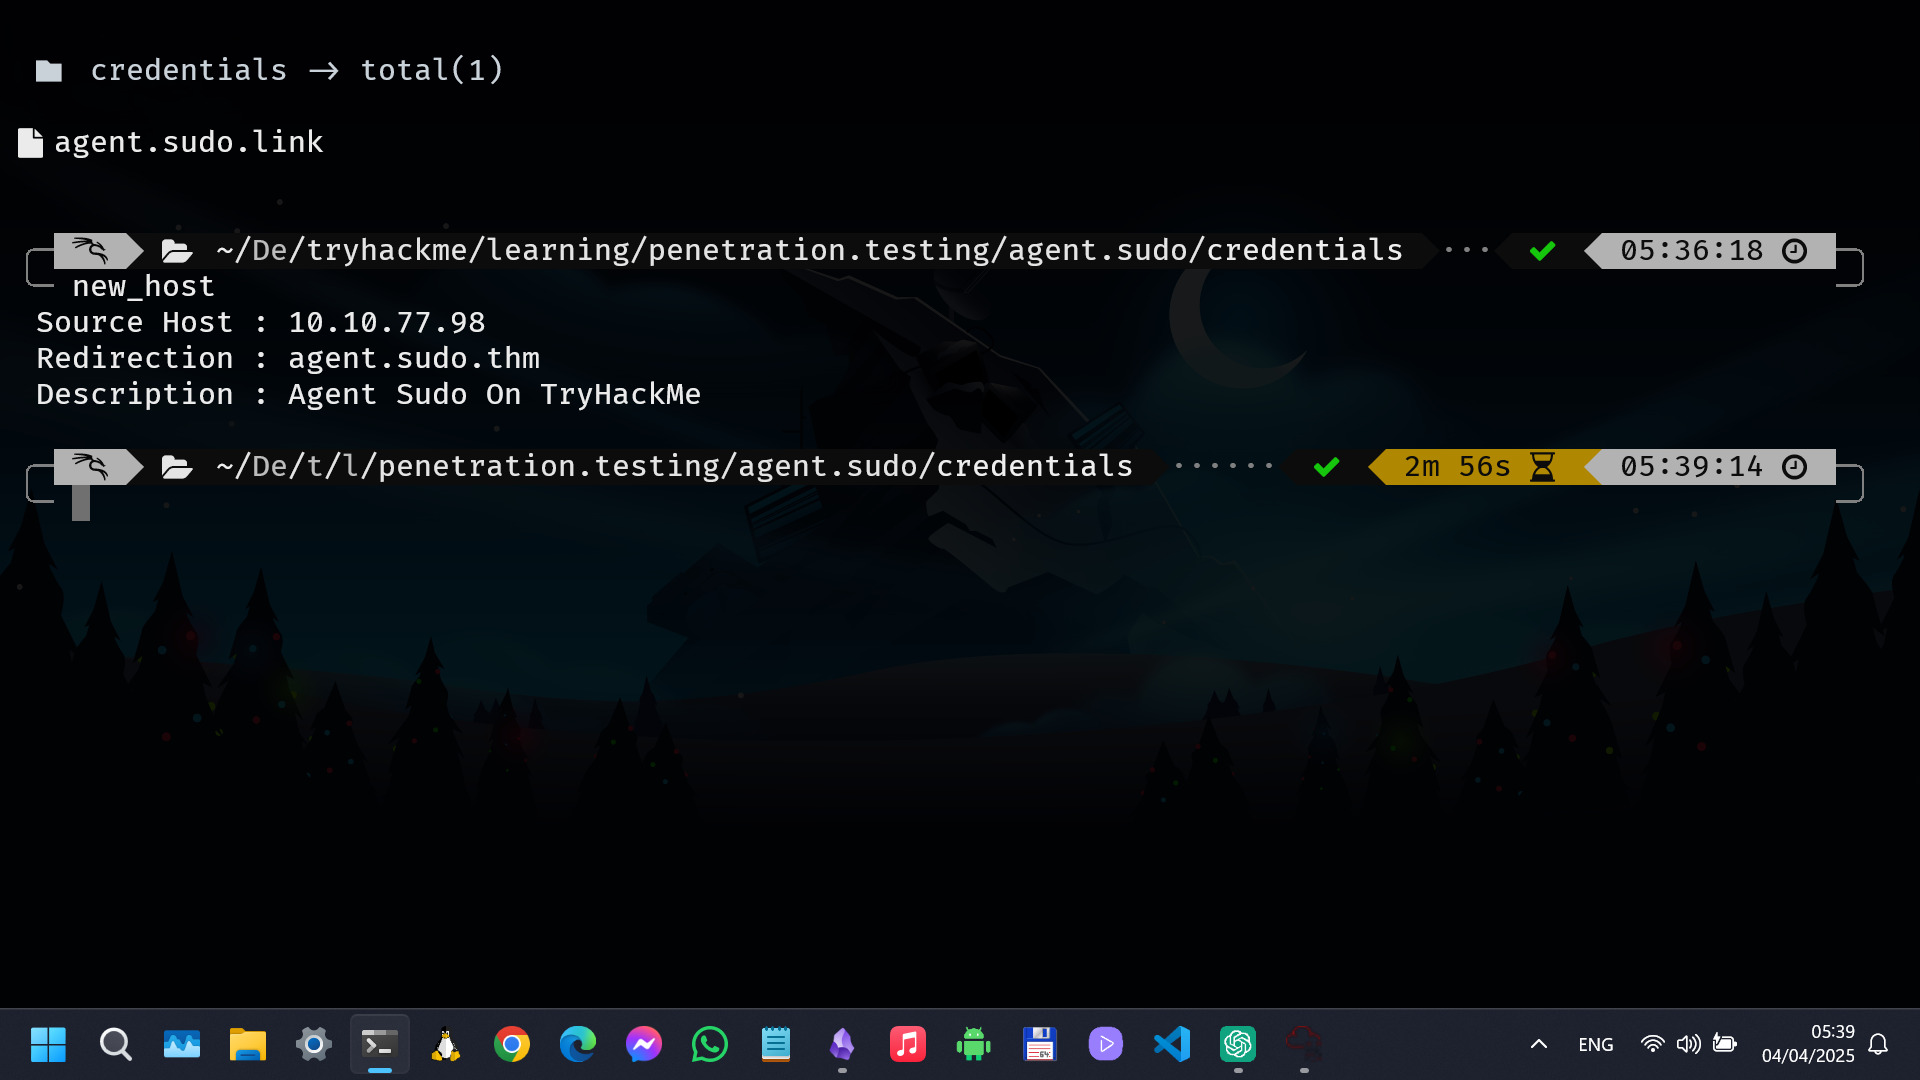 credentials → total(1)
agent.sudo.link
~/De/tryhackme/learning/penetration.testing/agent.sudo/credentials 05:36:18
new_host
Source Host : 10.10.77.98
Redirection : agent.sudo.thm
Description : Agent Sudo On TryHackMe
~/De/t/l/penetration.testing/agent.sudo/credentials 2m 56s 05:39:14
ENG
05:39
04/04/2025
64